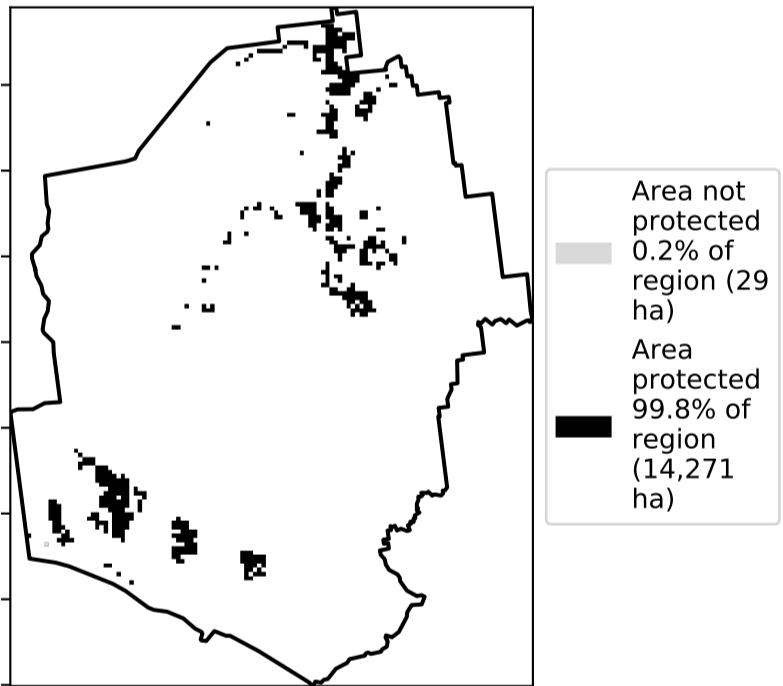 Area not
protected
0.2% of
region (29
ha)
Area
protected
99.8% of
region
(14,271
ha)